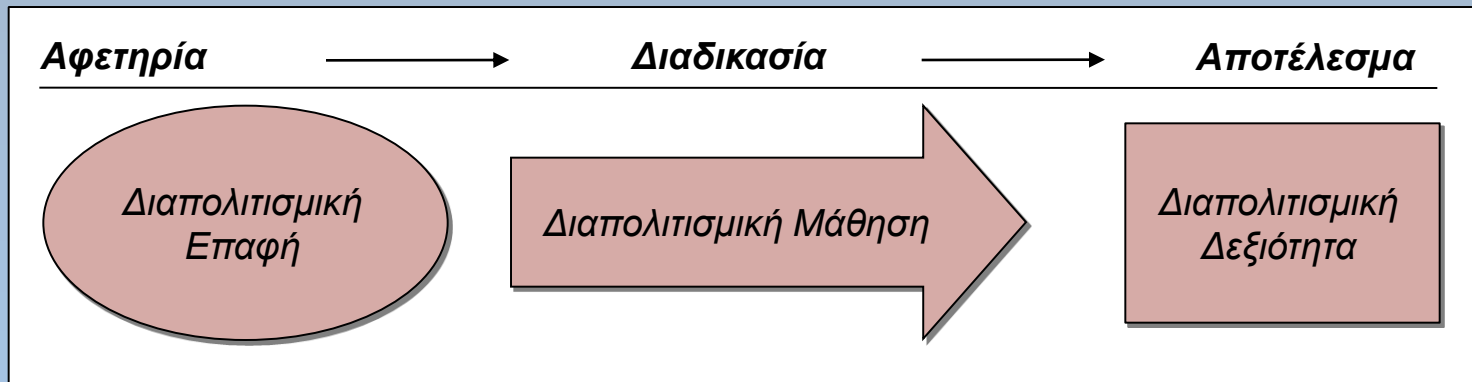 Αφετηρία Διαδικασία Αποτέλεσμα
Διαπολιτισμική
Επαφή
Διαπολιτισμική Μάθηση
Διαπολιτισμική
Δεξιότητα